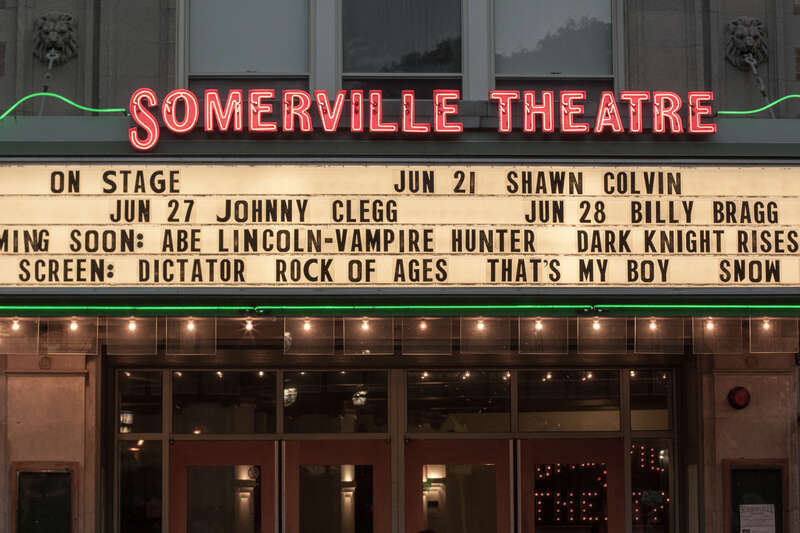 SOMERVILLE THEATRE
ON STAGE JUN 21 SHAWN COLVIN
JUN 27 JOHNNY CLEGG JUN 28 BILLY BRAGG
MING SOON: ABE LINCOLN-VAMPIRE HUNTER DARK KNIGHT RISES
SCREEN: DICTATOR ROCK OF AGES THAT'S MY BOY SNOW